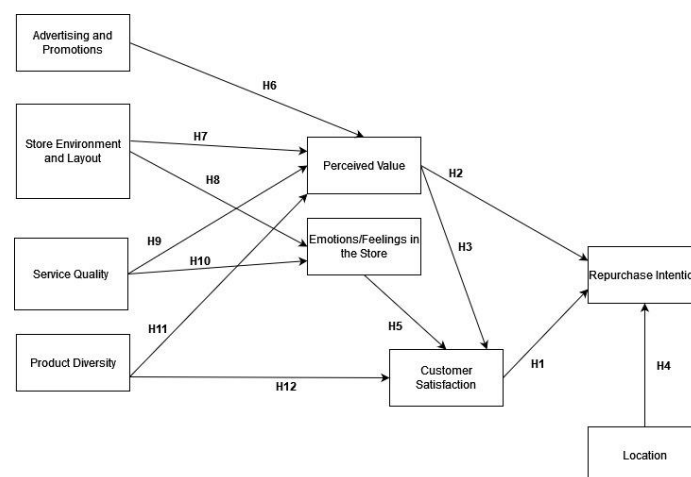 Advertising and
Promotions
H6
Store Environment
and Layout
H7
H8
Perceived Value
H2
H9
H10
Emotions/Feelings in
the Store
H3
Service Quality
Repurchase Intentic
H11
H5
Product Diversity
H12
Customer
Satisfaction
H1
H4
Location